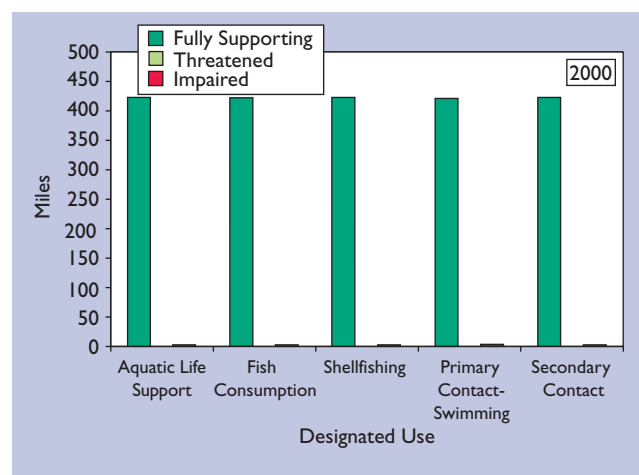 Fully Supporting
Threatened
Impaired
2000
500
450
400
350
300
250
200
150
100
50
0
Miles
Aquatic Life Support
Fish Consumption
Shellfishing
Primary Contact-Swimming
Secondary Contact
Designated Use